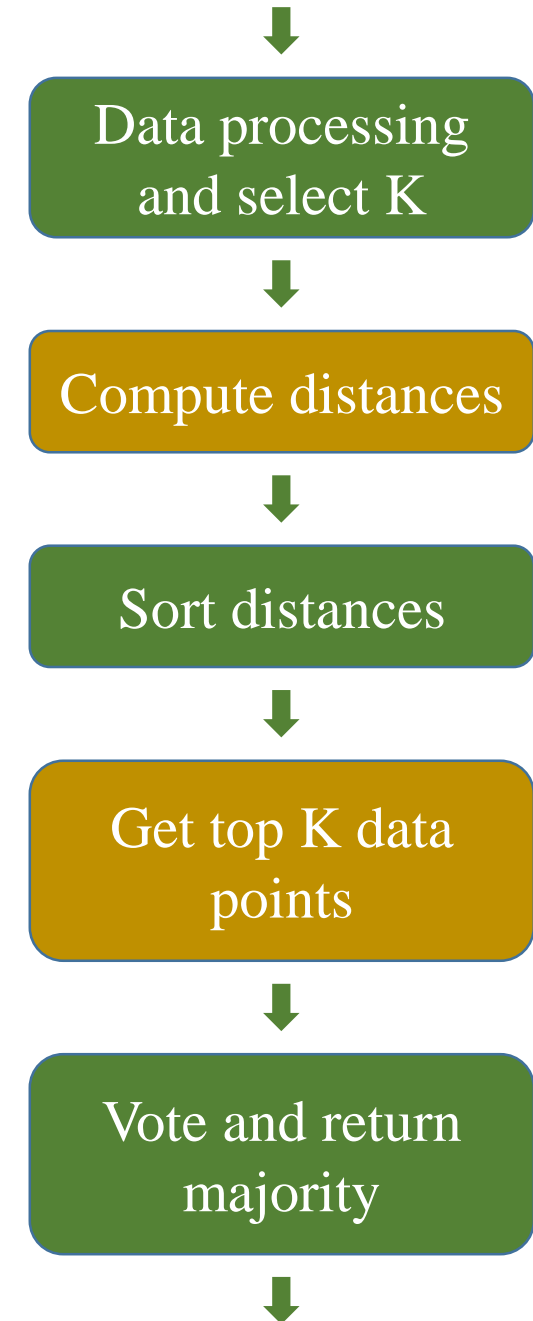 Data processing
and select K
Compute distances
Sort distances
Get top K data
points
Vote and return
majority